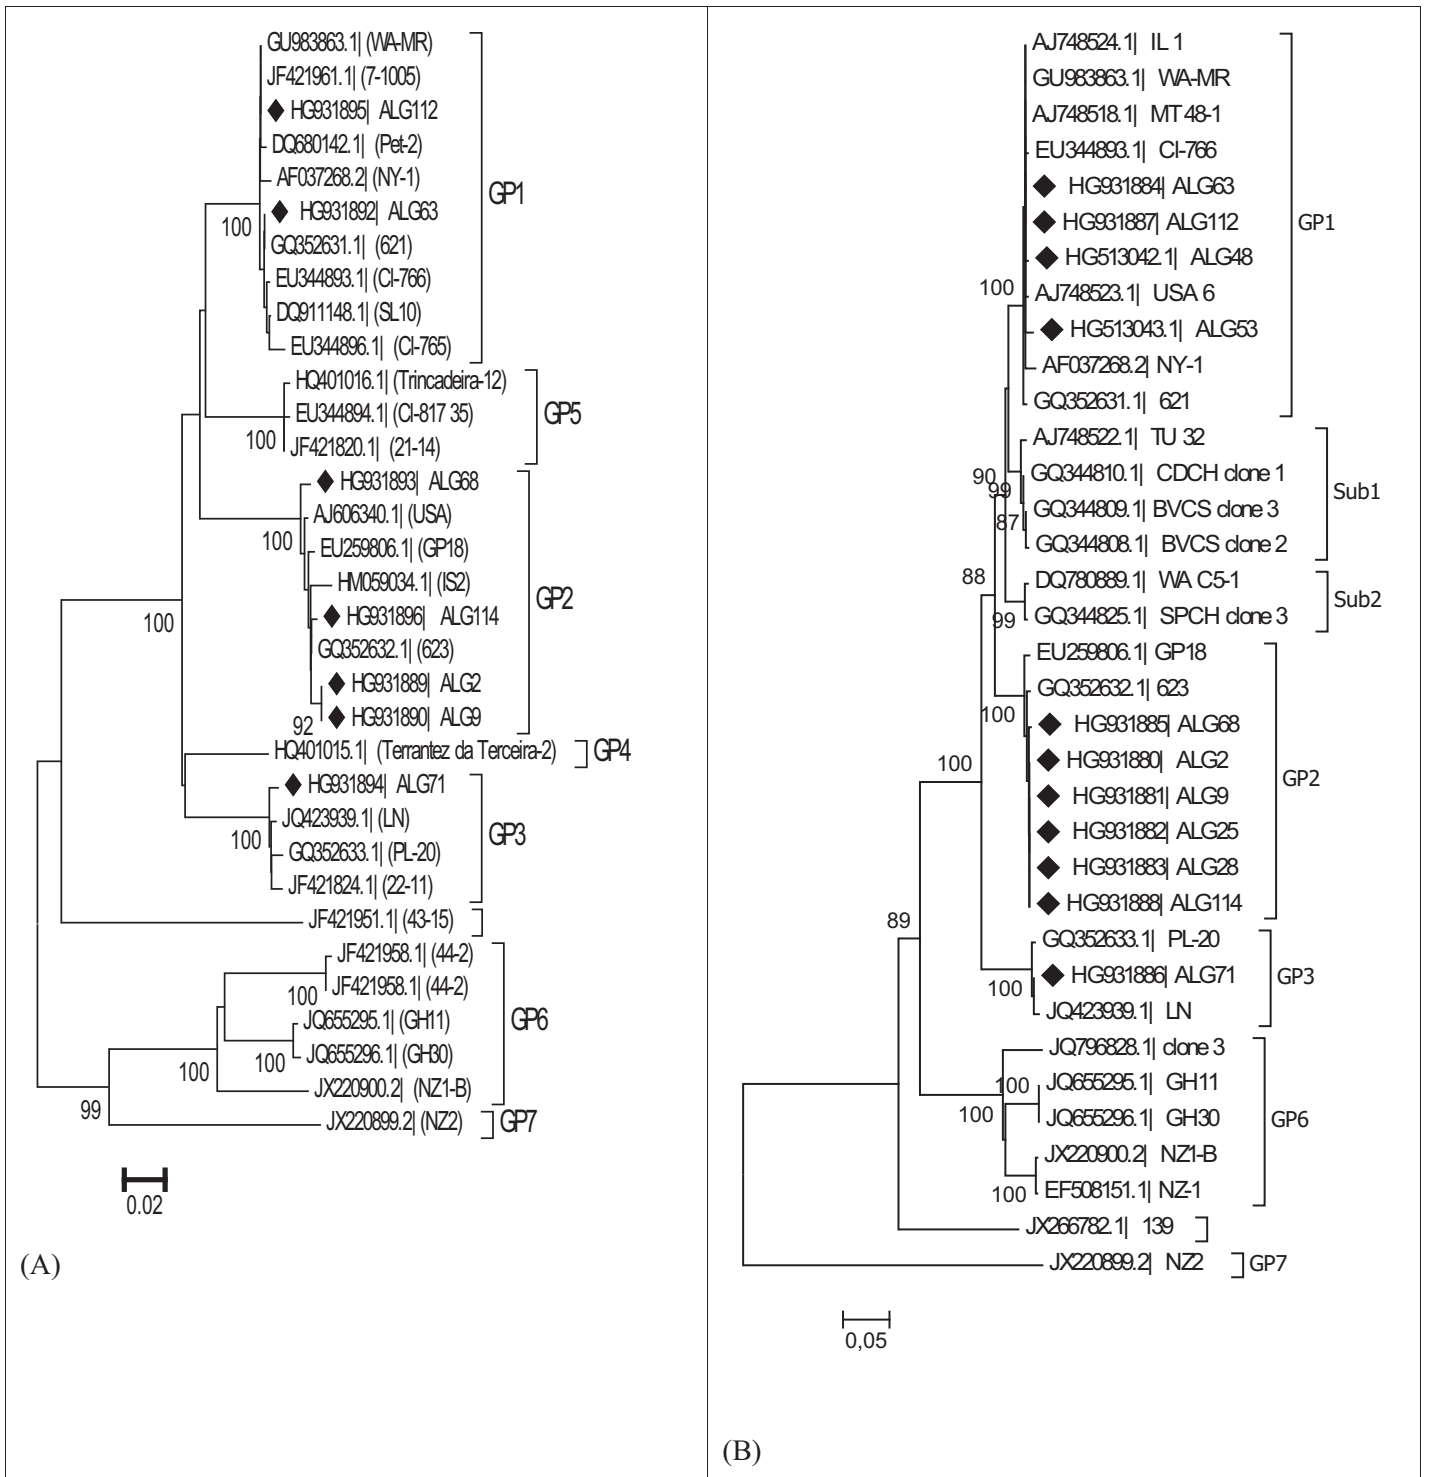 GU983863.1| (WA-MR)
JF421961.1| (7-1005)
HG931895| ALG112
DQ680142.1| (Pet-2)
AF037268.2| (NY-1)
HG931892| ALG63
GQ352631.1| (621)
EU344893.1| (CI-766)
DQ911148.1| (SL10)
EU344896.1| (CI-765)
GP1
100
HQ401016.1| (Trincadeira-12)
EU344894.1| (CI-817 35)
JF421820.1| (21-14)
GP5
100
HG931893| ALG68
AJ606340.1| (USA)
EU259806.1| (GP18)
HM059034.1| (IS2)
HG931896| ALG114
GQ352632.1| (623)
HG931889| ALG2
HG931890| ALG9
GP2
100
92
100
HQ401015.1| (Terrantez da Terceira-2)
GP4
HG931894| ALG71
JQ423939.1| (LN)
GQ352633.1| (PL-20)
JF421824.1| (22-11)
GP3
100
JF421951.1| (43-15)
JF421958.1| (44-2)
JF421958.1| (44-2)
JQ655295.1| (GH11)
JQ655296.1| (GH30)
JX220900.2| (NZ1-B)
GP6
100
100
100
99
JX220899.2| (NZ2)
GP7
0.02
(A)
AJ748524.1| IL 1
GU983863.1| WA-MR
AJ748518.1| MT 48-1
EU344893.1| CI-766
HG931884| ALG63
HG931887| ALG112
HG513042.1| ALG48
AJ748523.1| USA 6
HG513043.1| ALG53
AF037268.2| NY-1
GQ352631.1| 621
GP1
100
AJ748522.1| TU 32
GQ344810.1| CDCH clone 1
GQ344809.1| BVCS clone 3
GQ344808.1| BVCS clone 2
Sub1
90
99
87
DQ780889.1| WA C5-1
GQ344825.1| SPCH clone 3
Sub2
88
99
EU259806.1| GP18
GQ352632.1| 623
HG931885| ALG68
HG931880| ALG2
HG931881| ALG9
HG931882| ALG25
HG931883| ALG28
HG931888| ALG114
GP2
100
100
89
GQ352633.1| PL-20
HG931886| ALG71
JQ423939.1| LN
GP3
100
JQ796828.1| clone 3
JQ655295.1| GH11
JQ655296.1| GH30
JX220900.2| NZ1-B
EF508151.1| NZ-1
GP6
100
100
100
JX266782.1| 139
JX220899.2| NZ2
GP7
0,05
(B)